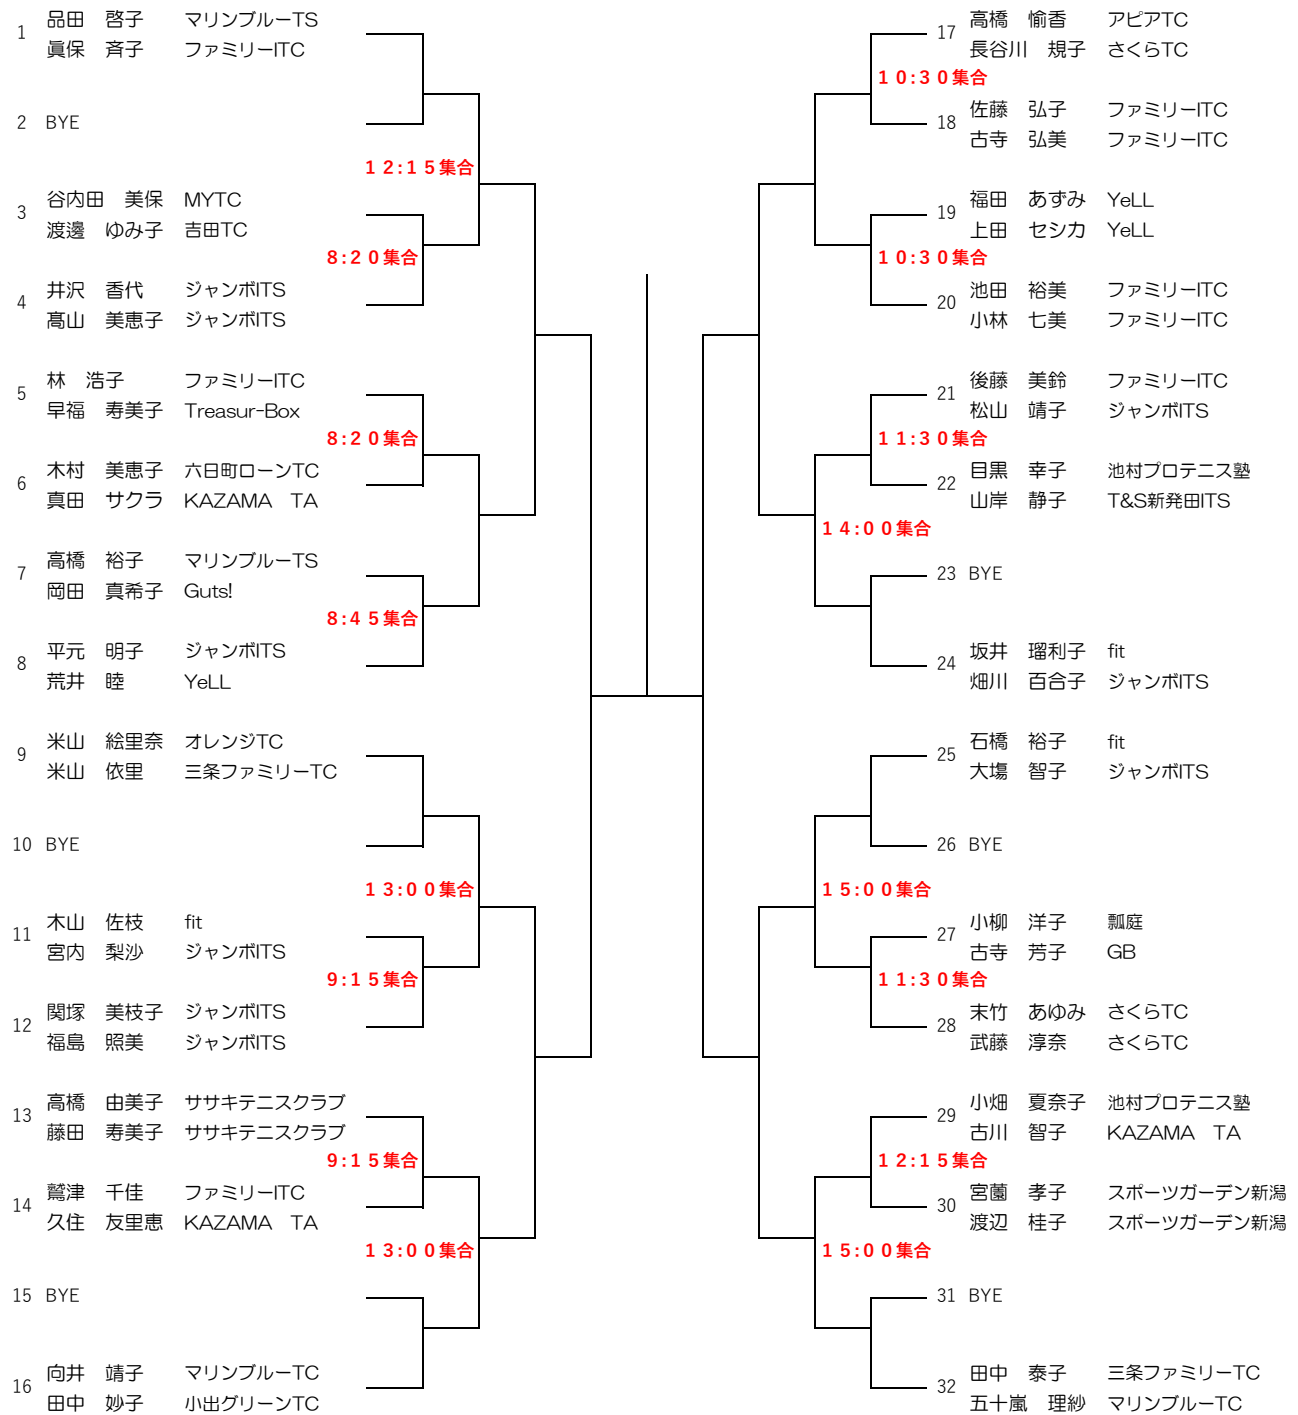 1
品田　啓子　マリンブルーTS
眞保　斉子　ファミリーITC
2 BYE
１２:１５集合
3
谷内田　美保　MYTC
渡邊　ゆみ子　吉田TC
８:２０集合
4
井沢　香代　ジャンボITS
髙山　美恵子　ジャンボITS
5
林　浩子　ファミリーITC
早福　寿美子　Treasur-Box
８:２０集合
6
木村　美恵子　六日町ローンTC
真田　サクラ　KAZAMA　TA
7
高橋　裕子　マリンブルーTS
岡田　真希子　Guts!
８:４５集合
8
平元　明子　ジャンボITS
荒井　睦　YeLL
9
米山　絵里奈　オレンジTC
米山　依里　三条ファミリーTC
10 BYE
１３:００集合
11
木山　佐枝　fit
宮内　梨沙　ジャンボITS
９:１５集合
12
関塚　美枝子　ジャンボITS
福島　照美　ジャンボITS
13
高橋　由美子　ササキテニスクラブ
藤田　寿美子　ササキテニスクラブ
９:１５集合
14
鷲津　千佳　ファミリーITC
久住　友里恵　KAZAMA　TA
１３:００集合
15 BYE
16
向井　靖子　マリンブルーTC
田中　妙子　小出グリーンTC
17
高橋　愉香　アピアTC
長谷川　規子　さくらTC
１０:３０集合
18
佐藤　弘子　ファミリーITC
古寺　弘美　ファミリーITC
19
福田　あずみ　YeLL
上田　セシカ　YeLL
１０:３０集合
20
池田　裕美　ファミリーITC
小林　七美　ファミリーITC
21
後藤　美鈴　ファミリーITC
松山　靖子　ジャンボITS
１１:３０集合
22
目黒　幸子　池村プロテニス塾
山岸　静子　T&S新発田ITS
１４:００集合
23 BYE
24
坂井　瑠利子　fit
畑川　百合子　ジャンボITS
25
石橋　裕子　fit
大塲　智子　ジャンボITS
26 BYE
１５:００集合
27
小柳　洋子　瓢庭
古寺　芳子　GB
１１:３０集合
28
末竹　あゆみ　さくらTC
武藤　淳奈　さくらTC
29
小畑　夏奈子　池村プロテニス塾
古川　智子　KAZAMA　TA
１２:１５集合
30
宮薗　孝子　スポーツガーデン新潟
渡辺　桂子　スポーツガーデン新潟
１５:００集合
31 BYE
32
田中　泰子　三条ファミリーTC
五十嵐　理紗　マリンブルーTC